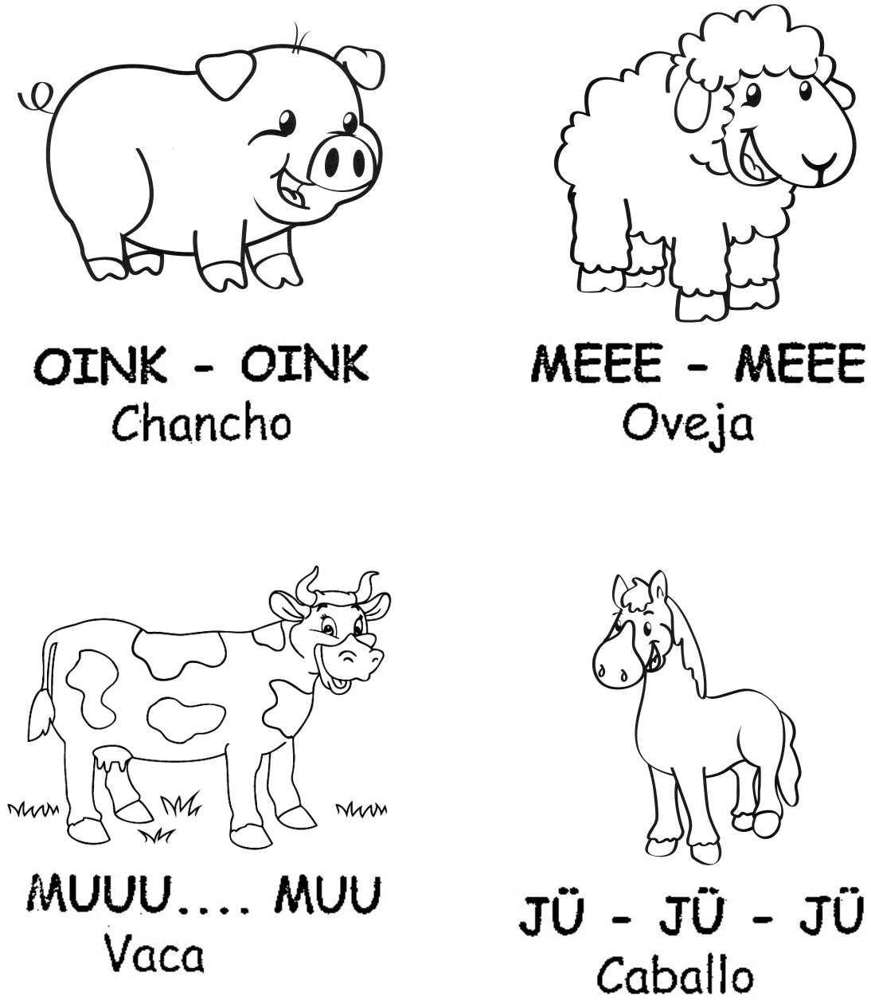 OINK - OINK
Chancho
MEEE - MEEE
Oveja
MUUU.... MUU
Vaca
JÜ - JÜ - JÜ
Caballo